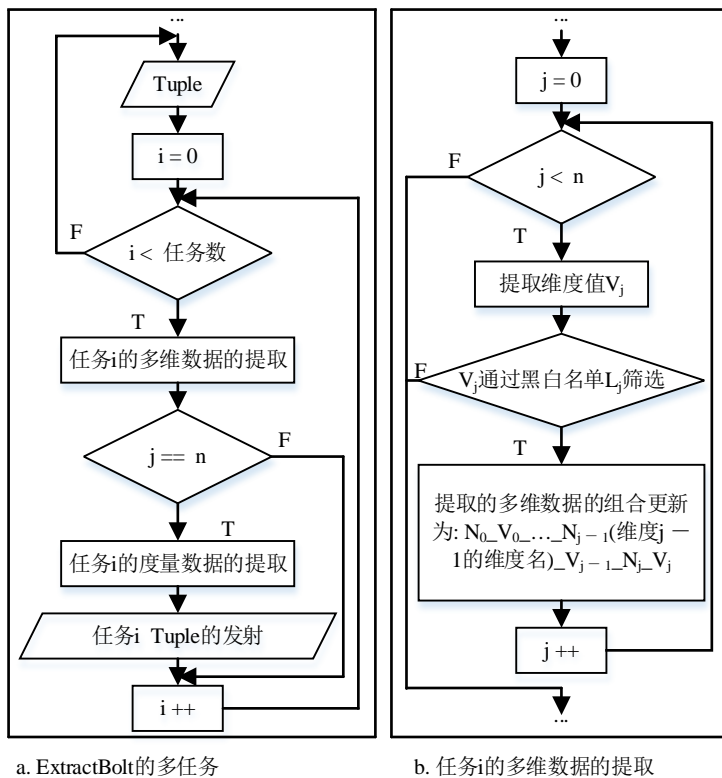 ...
Tuple
i = 0
F
i < 任务数
T
任务i的多维数据的提取
j == n
F
T
任务i的度量数据的提取
任务i Tuple的发射
i ++
a. ExtractBolt的多任务
...
j = 0
F
j < n
T
提取维度值Vj
F
Vj通过黑白名单Lj筛选
T
提取的多维数据的组合更新
为: N0_V0_…_Nj－1(维度j －
1的维度名)_Vj－1_Nj_Vj
j ++
...
b. 任务i的多维数据的提取